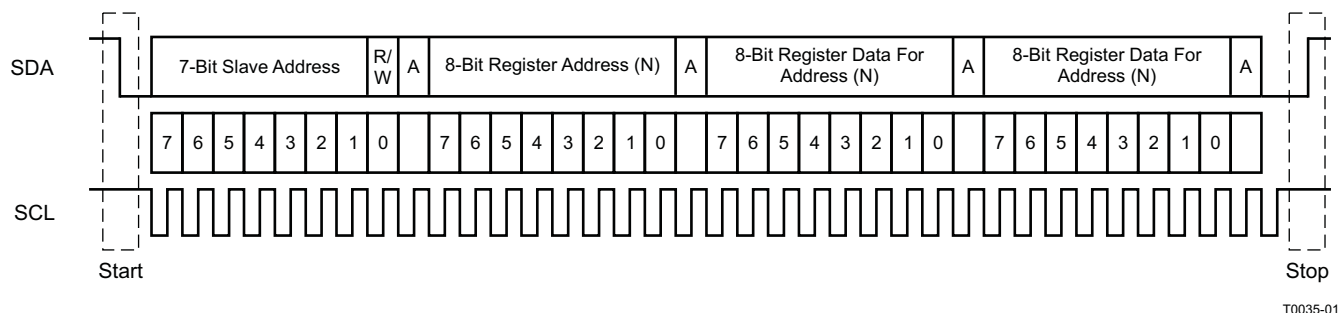 SDA
7-Bit Slave Address
R/
W
A
8-Bit Register Address (N)
A
8-Bit Register Data For
Address (N)
A
8-Bit Register Data For
Address (N)
A
7 6 5 4 3 2 1 0 7 6 5 4 3 2 1 0 7 6 5 4 3 2 1 0 7 6 5 4 3 2 1 0
SCL
Start
Stop
T0035-01